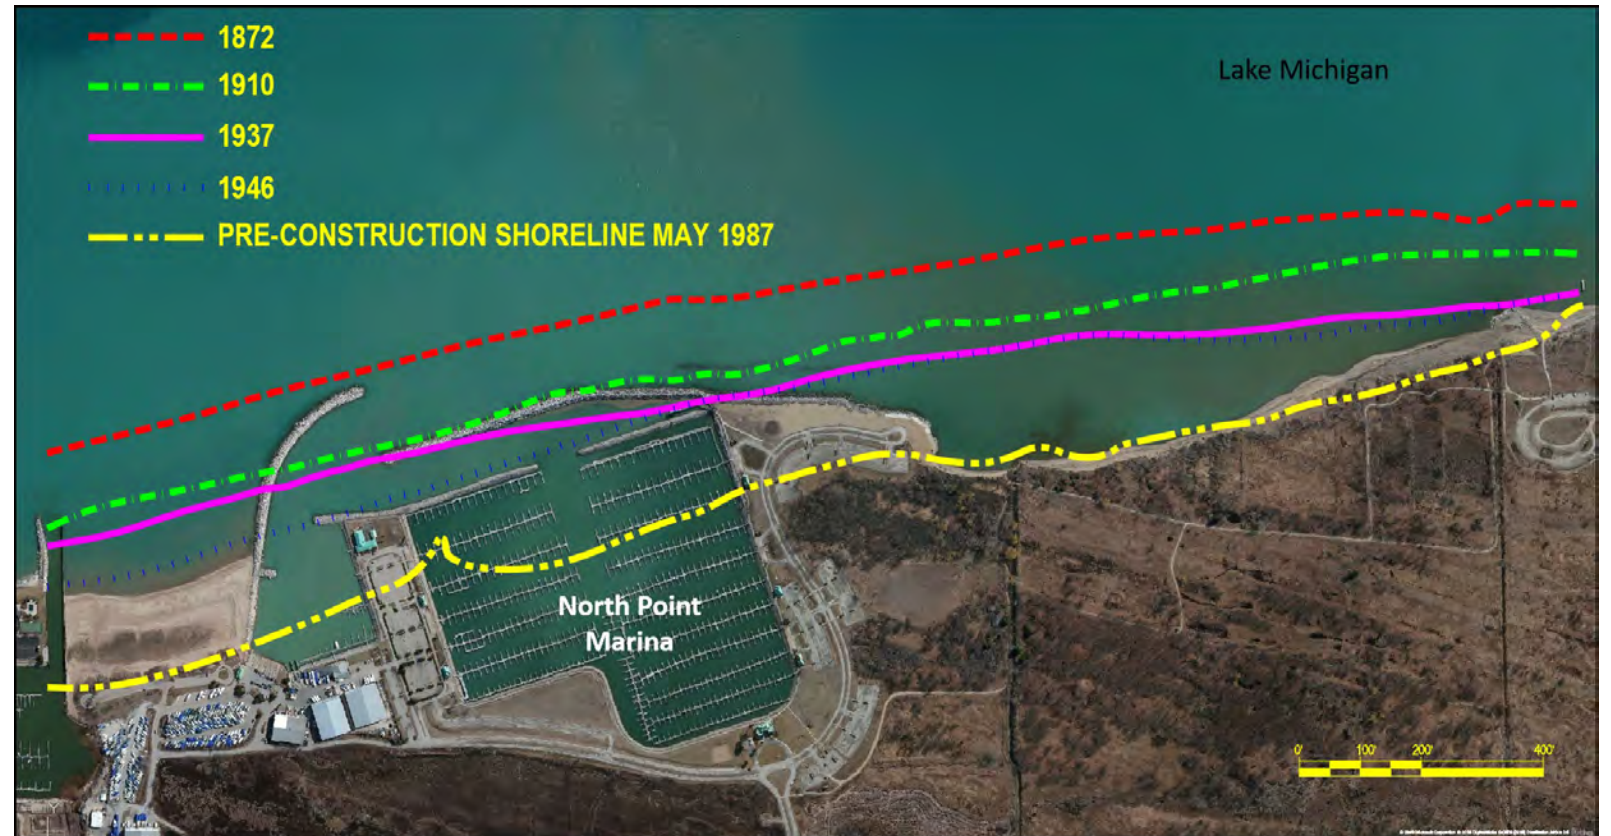 1872
Lake Michigan
1910
1937
1946
PRE-CONSTRUCTION SHORELINE MAY 1987
North Point
Marina
0' 100' 200' 400'